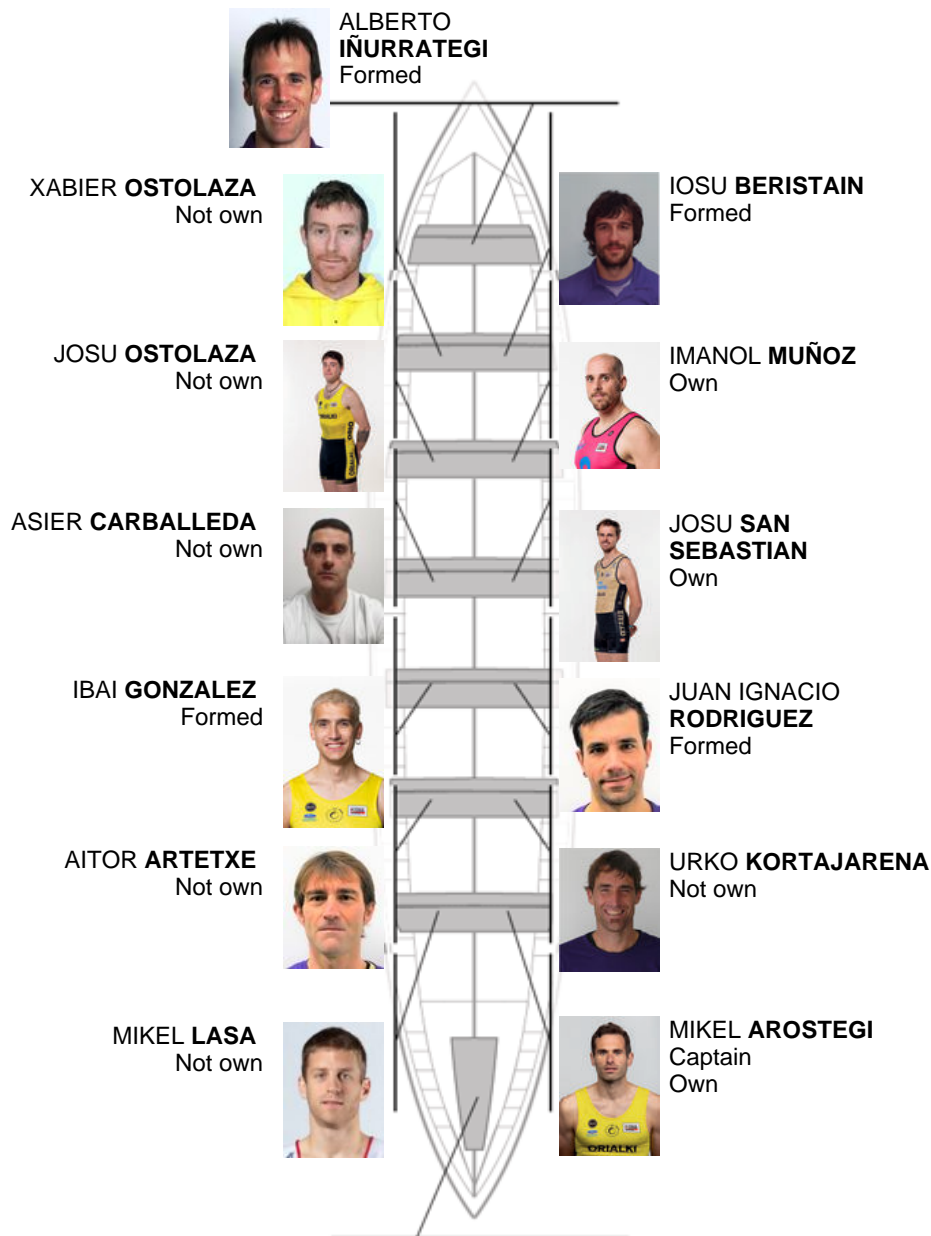 ALBERTO
IÑURRATEGI
Formed
XABIER OSTOLAZA
Not own
IOSU BERISTAIN
Formed
JOSU OSTOLAZA
Not own
IMANOL MUÑOZ
Own
ASIER CARBALLEDA
Not own
JOSU SAN
SEBASTIAN
Own
IBAI GONZALEZ
Formed
JUAN IGNACIO
RODRIGUEZ
Formed
AITOR ARTETXE
Not own
URKO KORTAJARENA
Not own
MIKEL LASA
Not own
MIKEL AROSTEGI
Captain
Own
ORIALKI